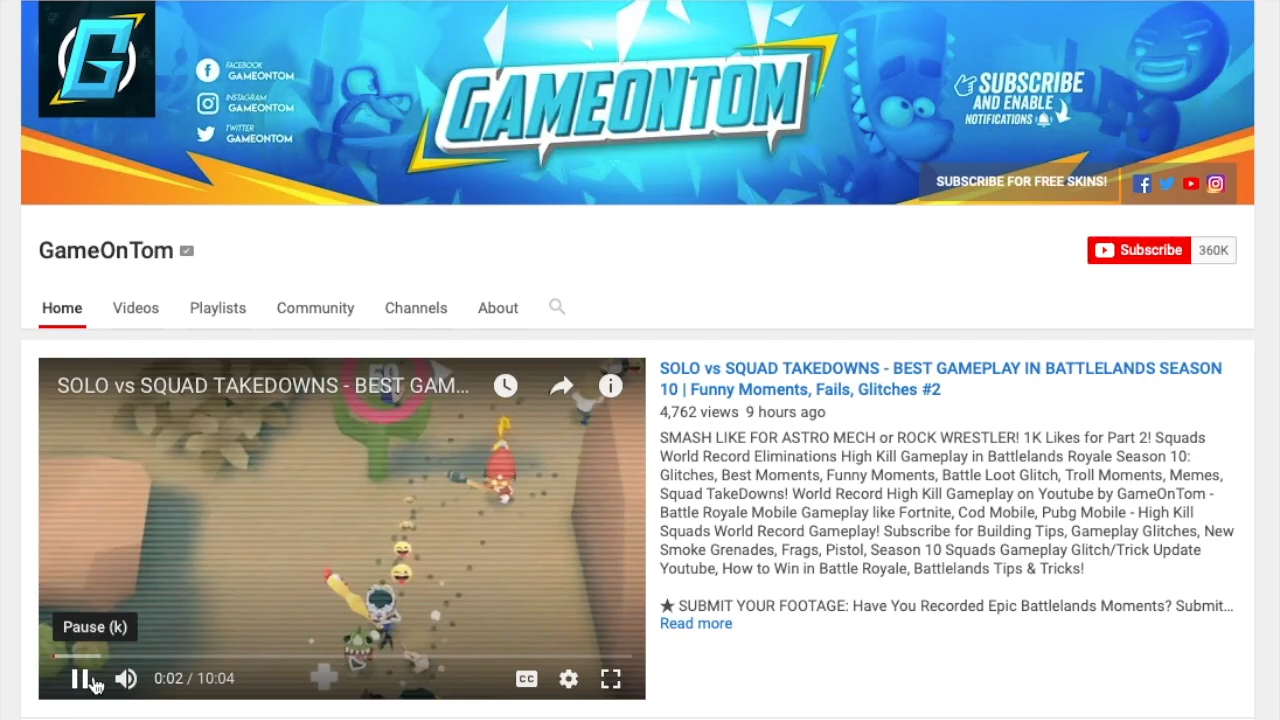 FACEBOOK
GAMEONTOM
INSTAGRAM
GAMEONTOM
TWITTER
GAMEONTOM
GAMEONTOM
SUBSCRIBE
AND ENABLE
NOTIFICATIONS
SUBSCRIBE FOR FREE SKINS!
GameOnTom
Subscribe 360K
Home Videos Playlists Community Channels About
SOLO vs SQUAD TAKEDOWNS - BEST GAM...
50
Pause (k)
0:02 / 10:04
CC
SOLO vs SQUAD TAKEDOWNS - BEST GAMEPLAY IN BATTLELANDS SEASON
10 | Funny Moments, Fails, Glitches #2
4,762 views 9 hours ago
SMASH LIKE FOR ASTRO MECH or ROCK WRESTLER! 1K Likes for Part 2! Squads
World Record Eliminations High Kill Gameplay in Battlelands Royale Season 10:
Glitches, Best Moments, Funny Moments, Battle Loot Glitch, Troll Moments, Memes,
Squad TakeDowns! World Record High Kill Gameplay on Youtube by GameOnTom -
Battle Royale Mobile Gameplay like Fortnite, Cod Mobile, Pubg Mobile - High Kill
Squads World Record Gameplay! Subscribe for Building Tips, Gameplay Glitches, New
Smoke Grenades, Frags, Pistol, Season 10 Squads Gameplay Glitch/Trick Update
Youtube, How to Win in Battle Royale, Battlelands Tips & Tricks!
★ SUBMIT YOUR FOOTAGE: Have You Recorded Epic Battlelands Moments? Submit...
Read more